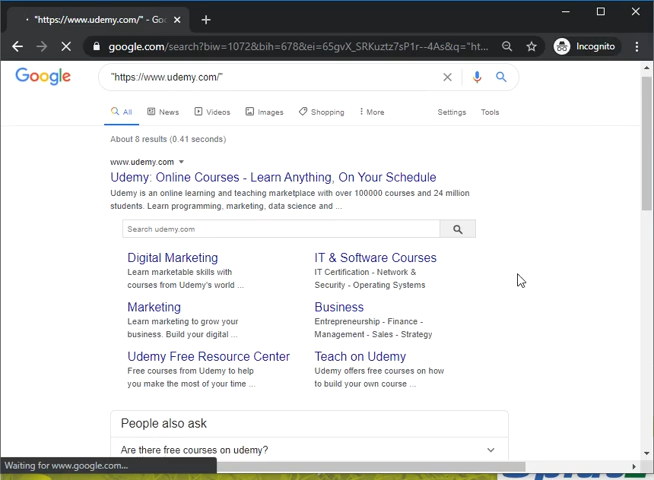 "https://www.udemy.com/" - Goo
Incognito
google.com/search?biw=1072&bih=678&ei=65gvX_SRKuztz7sP1r--4As&q="ht...
Google
"https://www.udemy.com/"
All
News
Videos
Images
Shopping
More
Settings
Tools
About 8 results (0.41 seconds)
www.udemy.com
Udemy: Online Courses - Learn Anything, On Your Schedule
Udemy is an online learning and teaching marketplace with over 100000 courses and 24 million
students. Learn programming, marketing, data science and ...
Search udemy.com
Digital Marketing
Learn marketable skills with
courses from Udemy's world ...
IT & Software Courses
IT Certification - Network &
Security - Operating Systems
Marketing
Learn marketing to grow your
business. Build your digital ...
Business
Entrepreneurship - Finance -
Management - Sales - Strategy
Udemy Free Resource Center
Free courses from Udemy to help
you make the most of your time ...
Teach on Udemy
Udemy offers free courses on how
to build your own course ...
People also ask
Are there free courses on udemy?
Waiting for www.google.com...